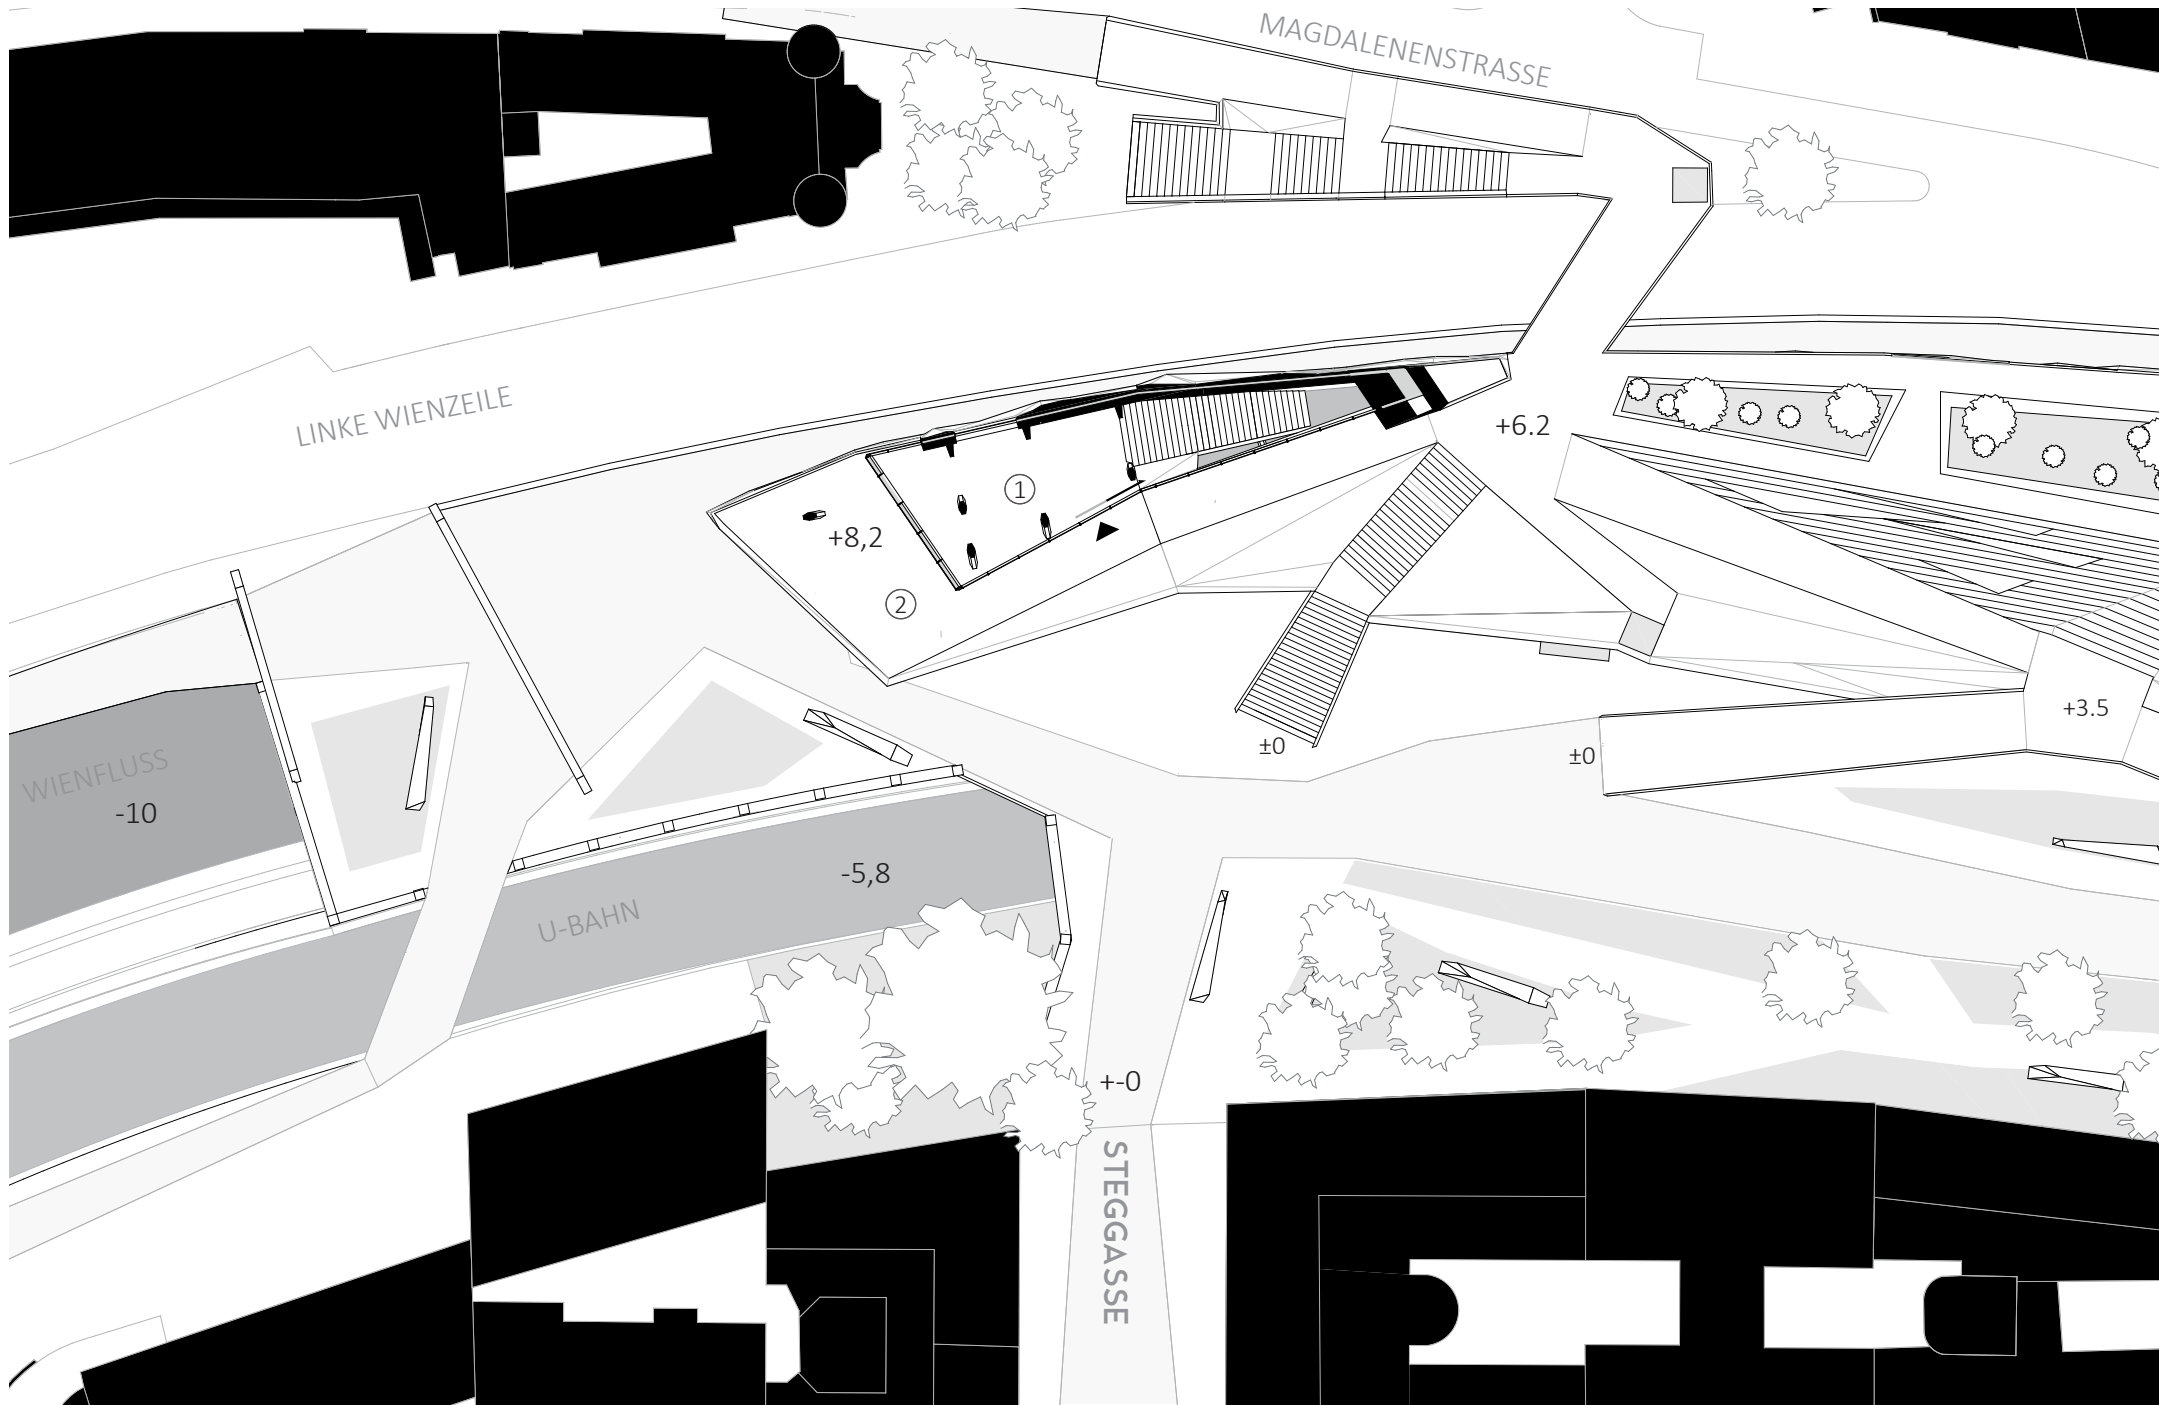 MAGDALENENSTRASSE
LINKE WIENZEILE
+6.2
1
+8,2
2
+3.5
±0
±0
WIENFLUSS
-10
-5,8
U-BAHN
+-0
STEGGASSE